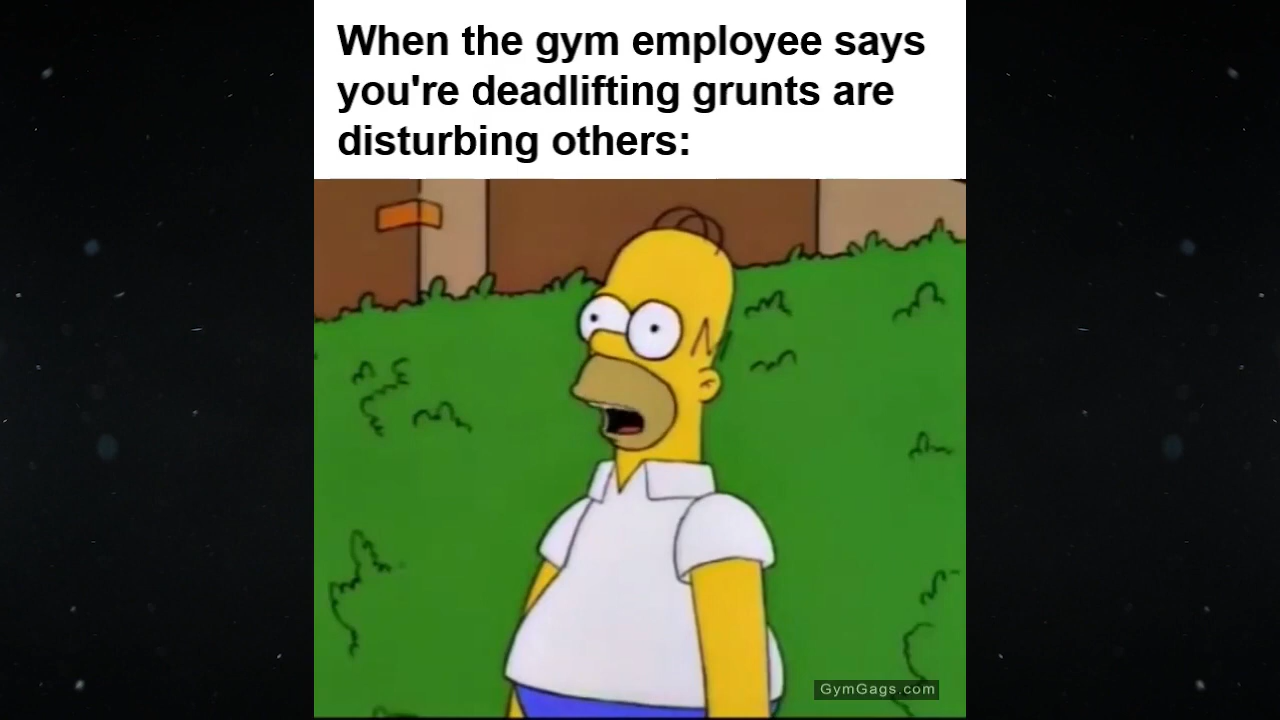 When the gym employee says
you're deadlifting grunts are
disturbing others:
GymGags.com